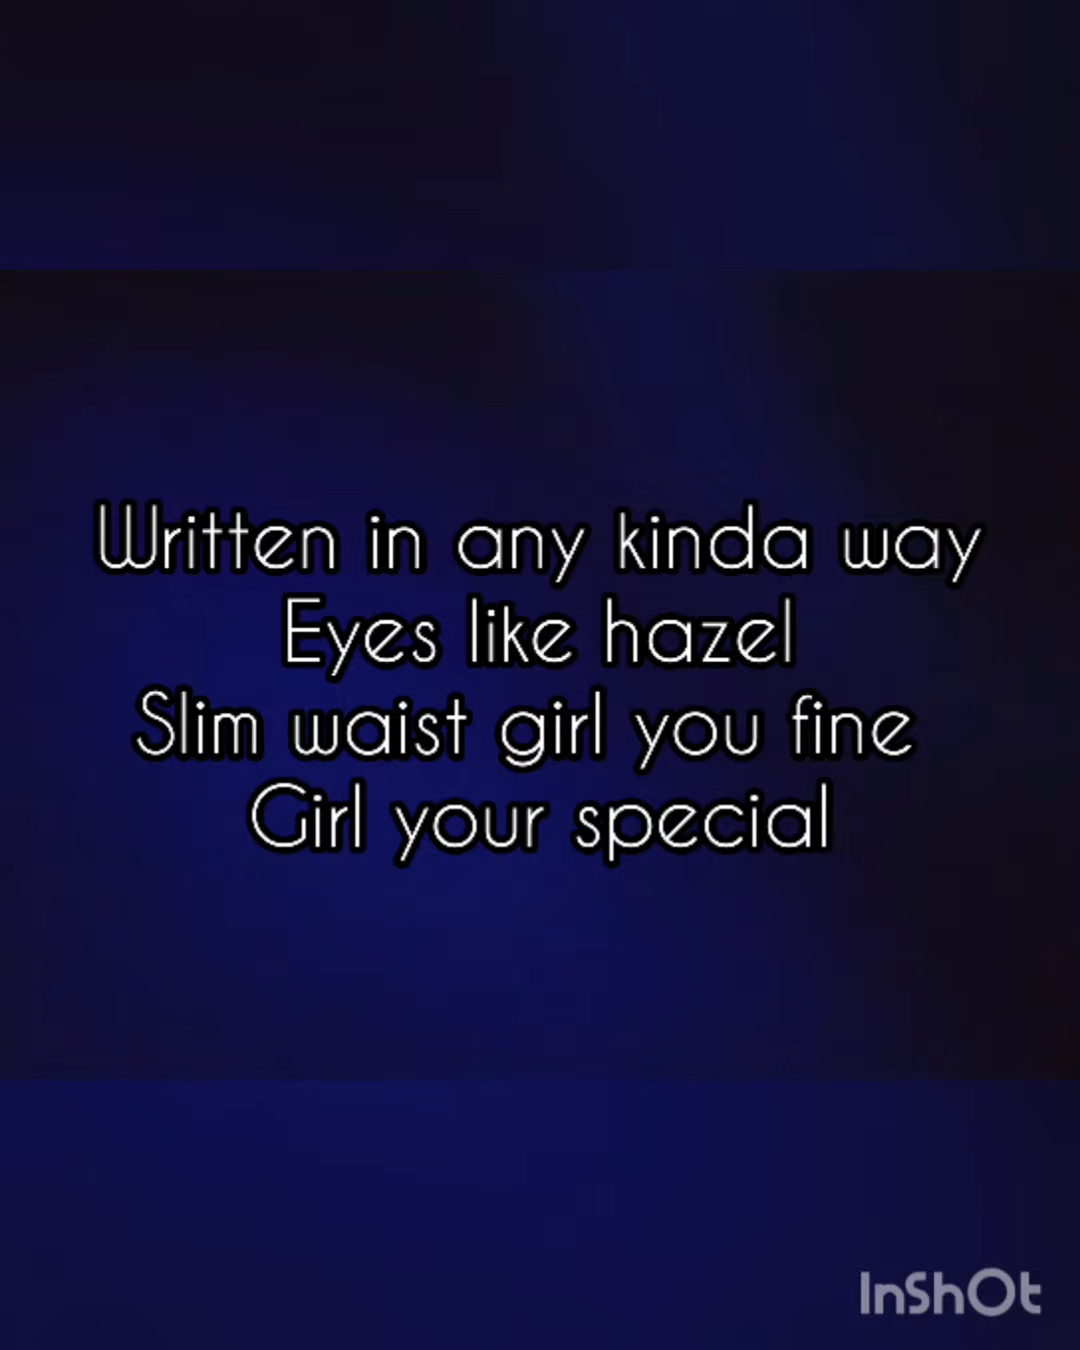 Written in any kinda way
Eyes like hazel
Slim waist girl you fine
Girl your special
InShOt